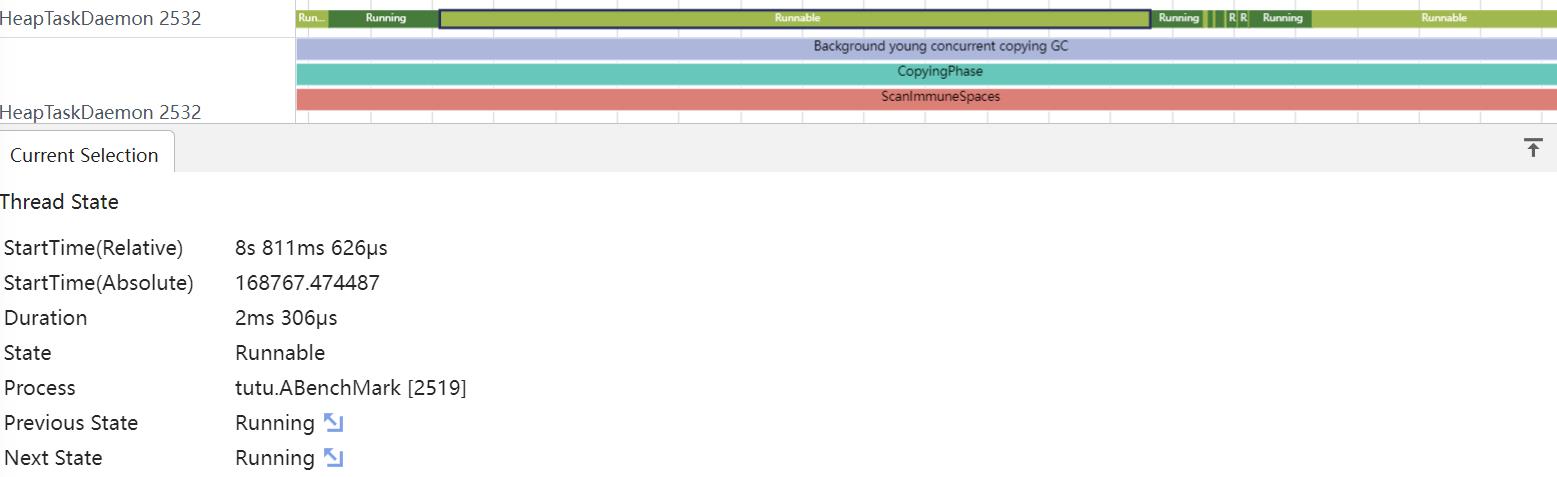 HeapTaskDaemon 2532 Run... Running Runnable Running R R Running Runnable
Background young concurrent copying GC
CopyingPhase
ScanImmuneSpaces
HeapTaskDaemon 2532
Current Selection
Thread State
StartTime(Relative) 8s 811ms 626μs
StartTime(Absolute) 168767.474487
Duration 2ms 306μs
State Runnable
Process tutu.ABenchMark [2519]
Previous State Running
Next State Running